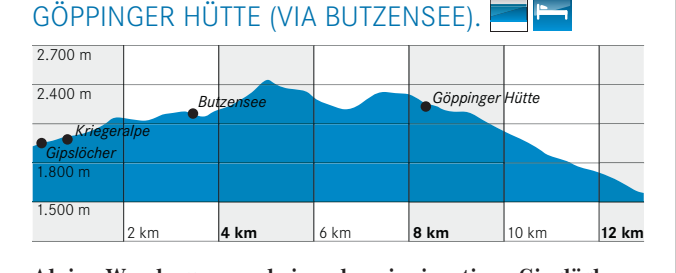 GÖPPINGER HÜTTE (VIA BUTZENSEE).
2.700 m
2.400 m
Butzensee
Göppinger Hütte
Kriegeralpe
Gipslöcher
1.800 m
1.500 m
2 km
4 km
6 km
8 km
10 km
12 km